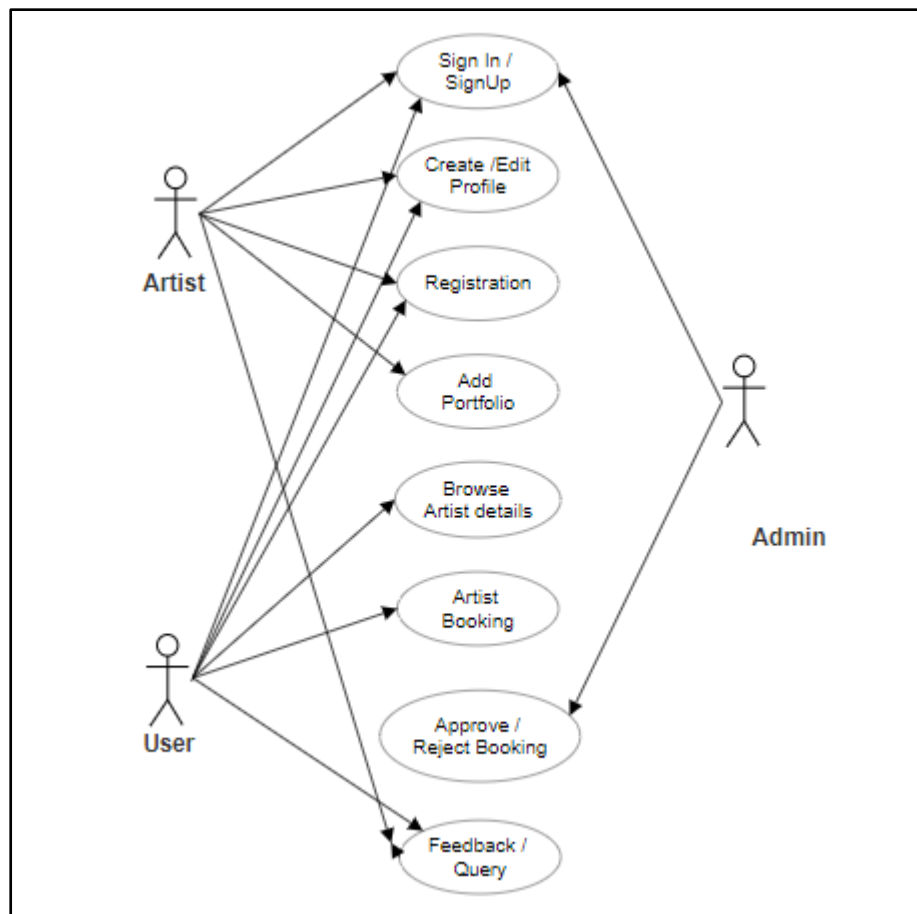 Sign In /
SignUp
Create /Edit
Profile
Artist
Registration
Add
Portfolio
Browse
Artist details
Admin
Artist
Booking
User
Approve /
Reject Booking
Feedback /
Query